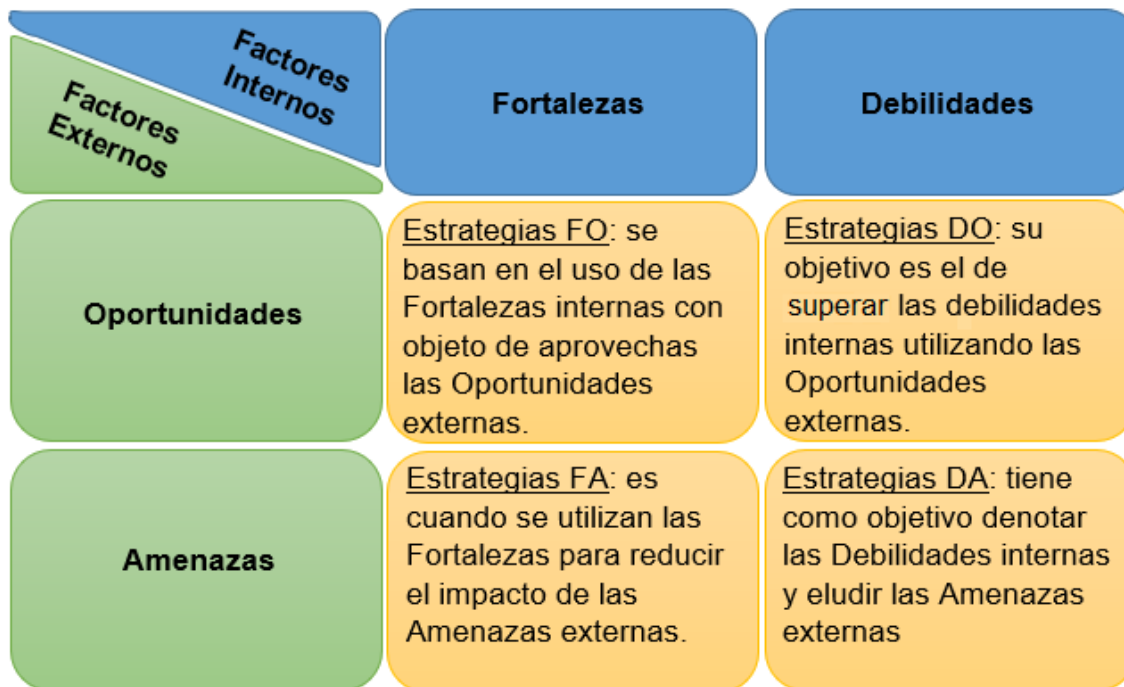 Factores
Internos
Factores
Externos
Fortalezas
Debilidades
Oportunidades
Estrategias FO: se
basan en el uso de las
Fortalezas internas con
objeto de aprovechas
las Oportunidades
externas.
Estrategias DO: su
objetivo es el de
superar las debilidades
internas utilizando las
Oportunidades
externas.
Amenazas
Estrategias FA: es
cuando se utilizan las
Fortalezas para reducir
el impacto de las
Amenazas externas.
Estrategias DA: tiene
como objetivo denotar
las Debilidades internas
y eludir las Amenazas
externas